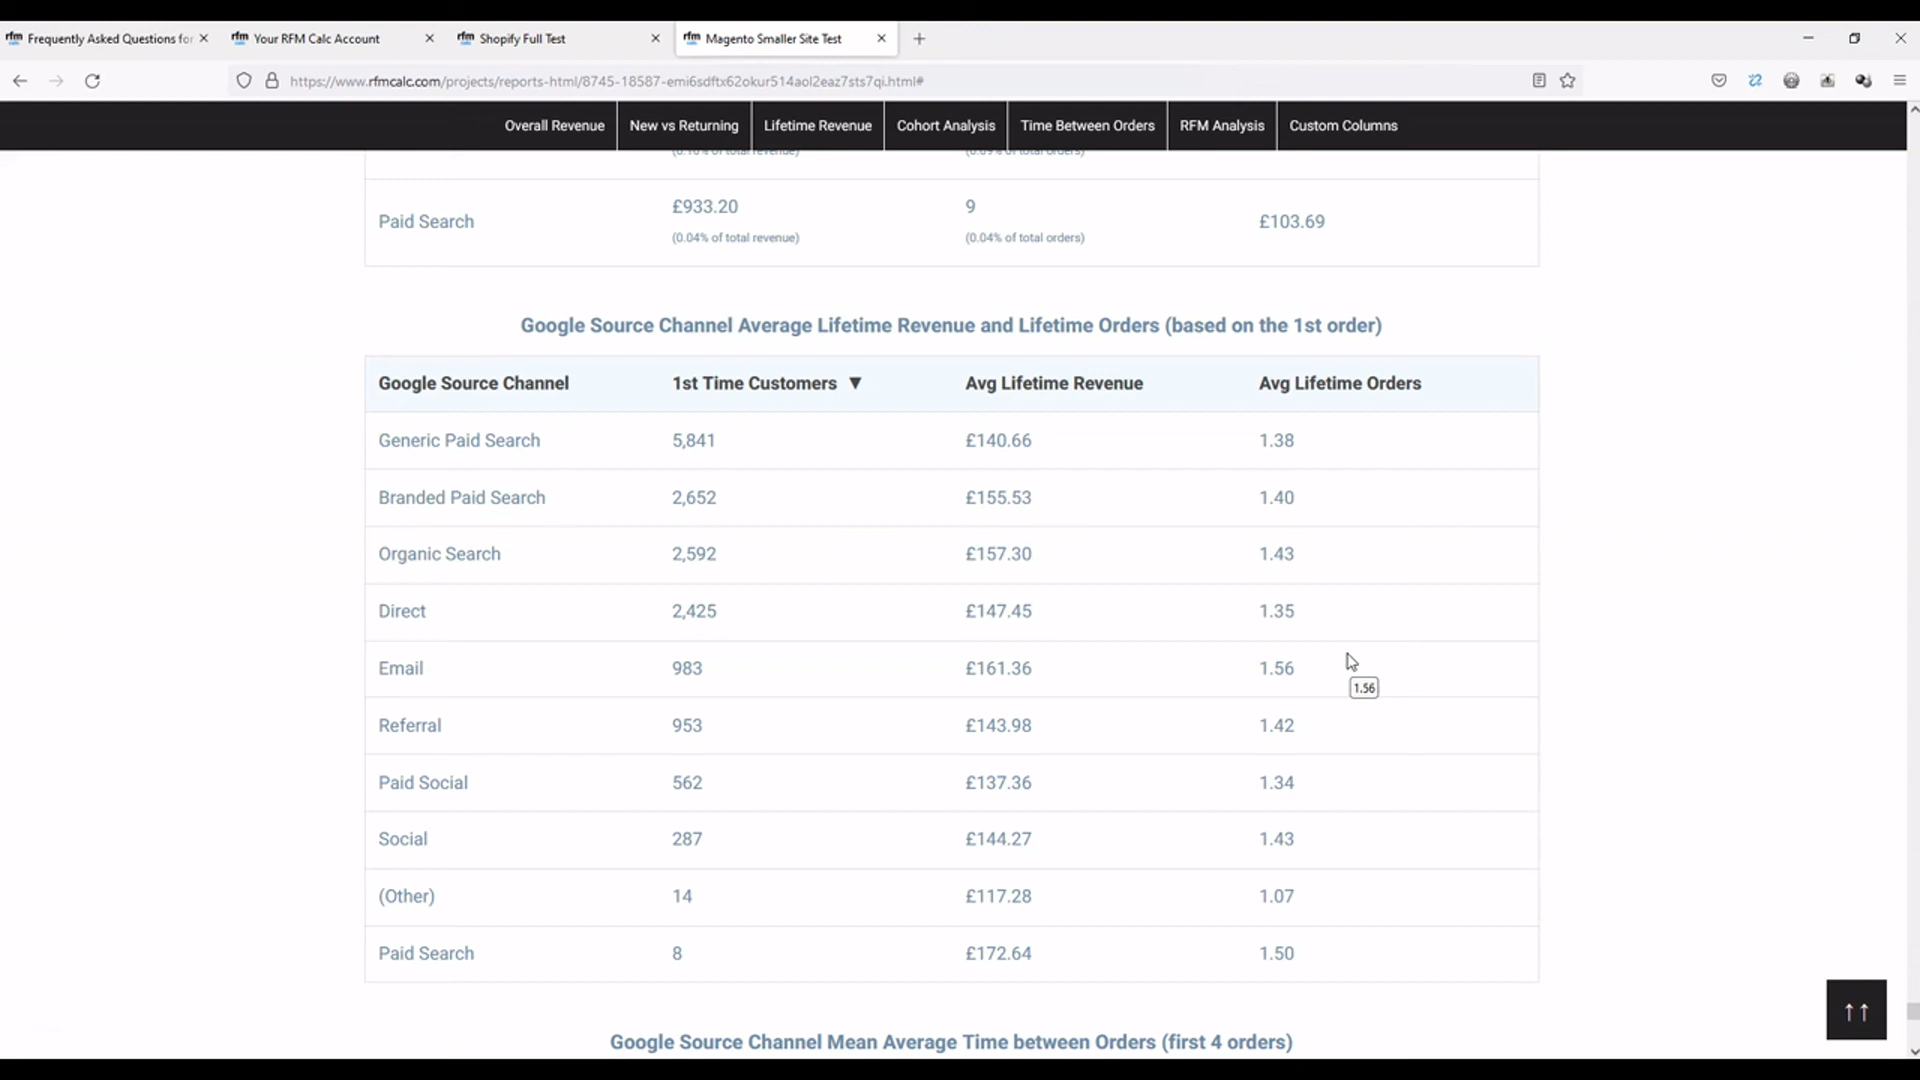 rfm Frequently Asked Questions for
rfm Your RFM Calc Account
rfm Shopify Full Test
rfm Magento Smaller Site Test
https://www.rfmcalc.com/projects/reports-html/8745-18587-emi6sdftx62okur514aol2eaz7sts7qi.html#
Overall Revenue New vs Returning Lifetime Revenue Cohort Analysis Time Between Orders RFM Analysis Custom Columns
Paid Search £933.20 9 £103.69
(0.04% of total revenue) (0.04% of total orders)
Google Source Channel Average Lifetime Revenue and Lifetime Orders (based on the 1st order)
Google Source Channel 1st Time Customers ▼ Avg Lifetime Revenue Avg Lifetime Orders
Generic Paid Search 5,841 £140.66 1.38
Branded Paid Search 2,652 £155.53 1.40
Organic Search 2,592 £157.30 1.43
Direct 2,425 £147.45 1.35
Email 983 £161.36 1.56
1.56
Referral 953 £143.98 1.42
Paid Social 562 £137.36 1.34
Social 287 £144.27 1.43
(Other) 14 £117.28 1.07
Paid Search 8 £172.64 1.50
Google Source Channel Mean Average Time between Orders (first 4 orders)